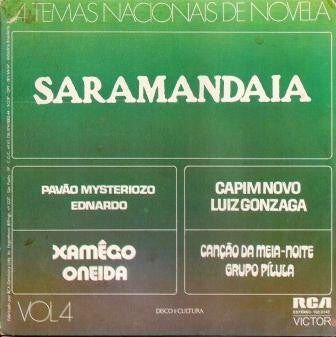 4 TEMAS NACIONAIS DE NOVELA
SARAMANDAIA
PAVÃO MYSTERIOZO
EDNARDO
CAPIM NOVO
LUIZ GONZAGA
XAMÊGO
ONEIDA
CANÇÃO DA MEIA-NOITE
GRUPO PÍLULA
VOL 4
DISCO É CULTURA
RCA
VICTOR